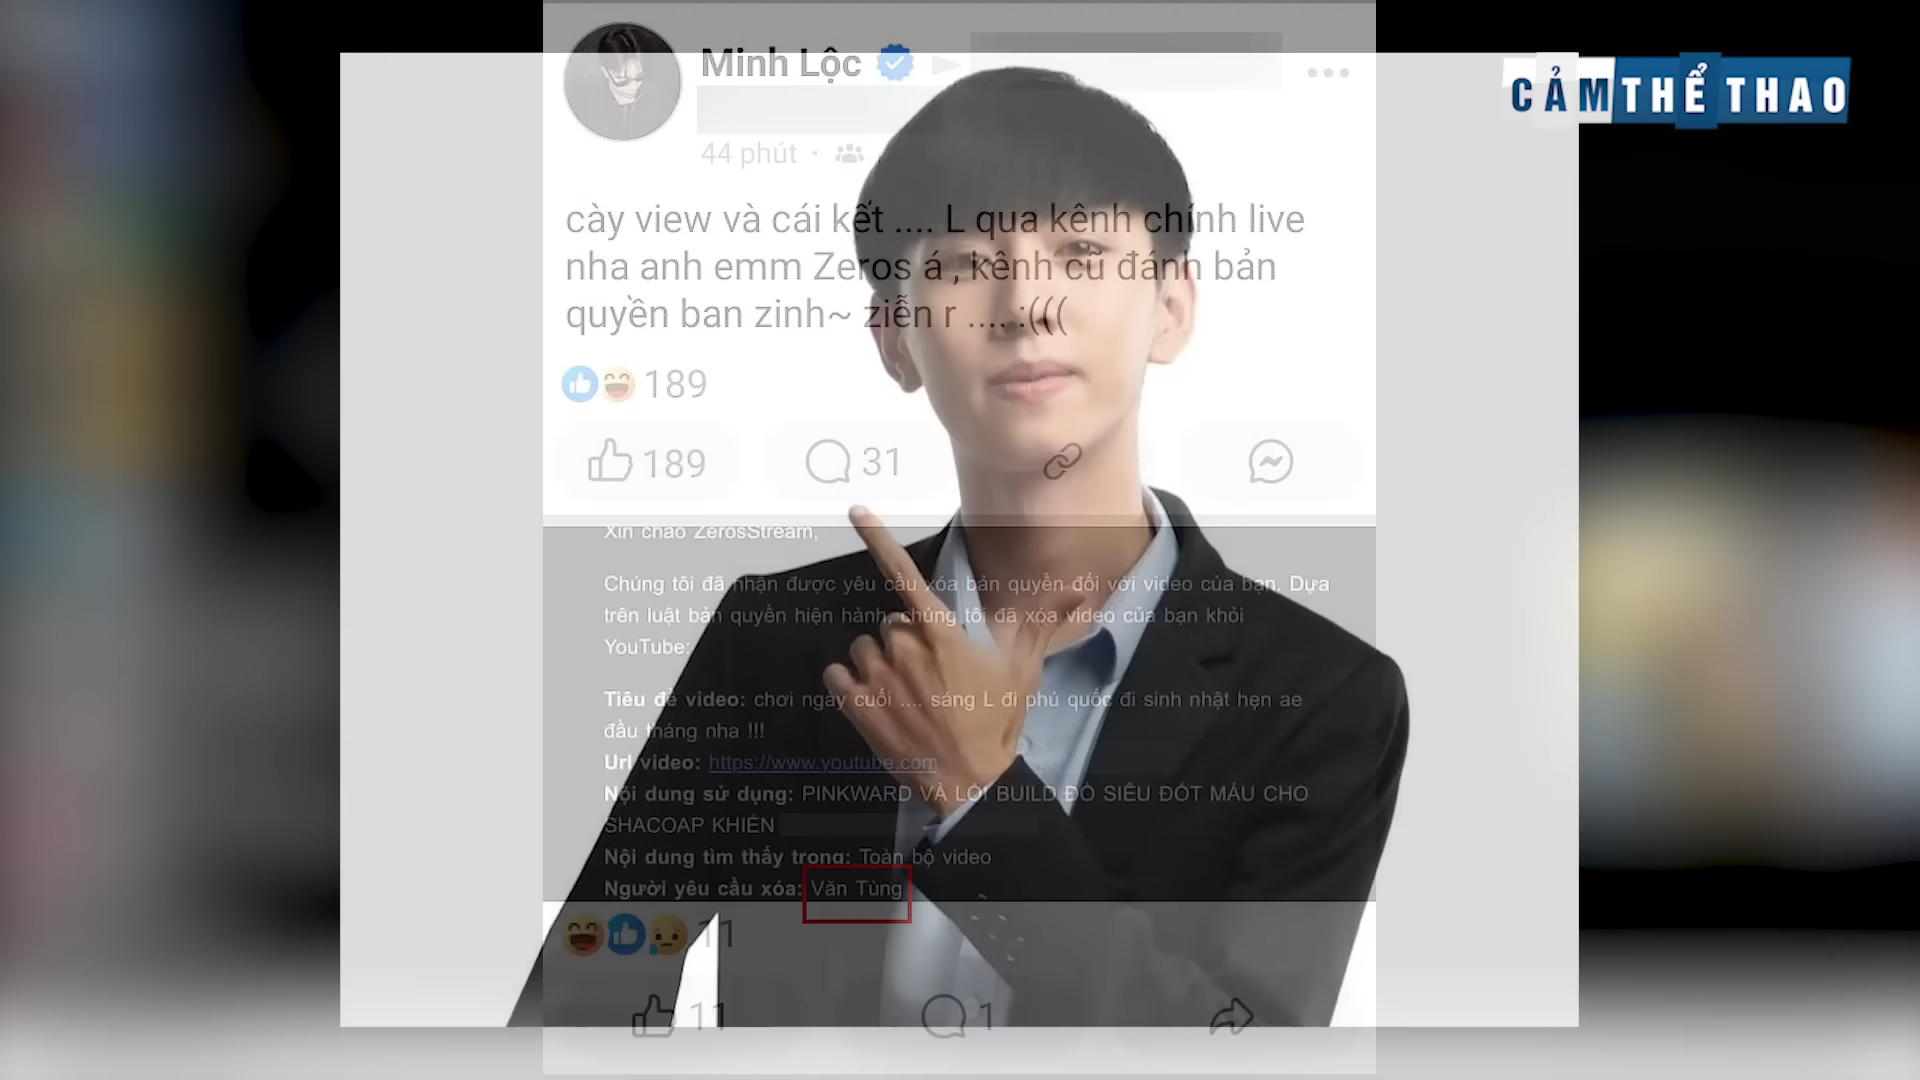 Minh Lộc
CẢM THỂ THAO
44 phút
cày view và cái kết .... L qua kênh chính live
nha anh emm Zeros á , kênh cũ đánh bản
quyền ban zinh~ ziễn r .... :(((
189
189
31
Xin chào ZerosStream,
Chúng tôi đã nhận được yêu cầu xóa bản quyền đối với video của bạn. Dựa
trên luật bản quyền hiện hành, chúng tôi đã xóa video của bạn khỏi
YouTube:
Tiêu đề video: chơi ngày cuối .... sáng L đi phú quốc đi sinh nhật hẹn ae
đầu tháng nha !!!
Url video: https://www.youtube.com
Nội dung sử dụng: PINKWARD VÀ LỐI BUILD ĐỒ SIÊU ĐỐT MÁU CHO
SHACOAP KHIẾN
Nội dung tìm thấy trong: Toàn bộ video
Người yêu cầu xóa: Văn Tùng
11
11
1